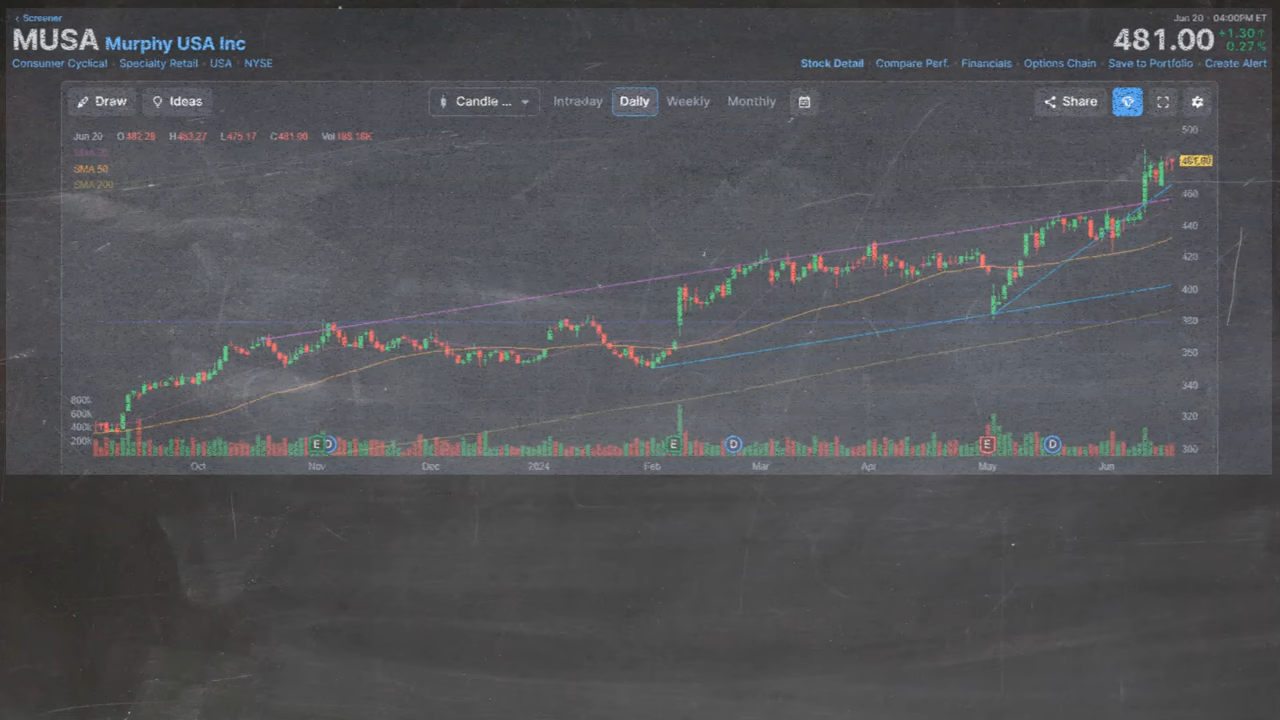 ‹ Screener
Jun 20 · 04:00PM ET
MUSA Murphy USA Inc
481.00 +1.30
0.27%
Consumer Cyclical · Specialty Retail · USA · NYSE
Stock Detail · Compare Perf. · Financials · Options Chain · Save to Portfolio · Create Alert
Draw Ideas Candle ... Intraday Daily Weekly Monthly Share
Jun 20 Vol
SMA 50
SMA 200
500
481.00
460
440
420
400
380
360
340
320
300
800K
600K
400K
200K
E D E D E D
Oct Nov Dec 2024 Feb Mar Apr May Jun